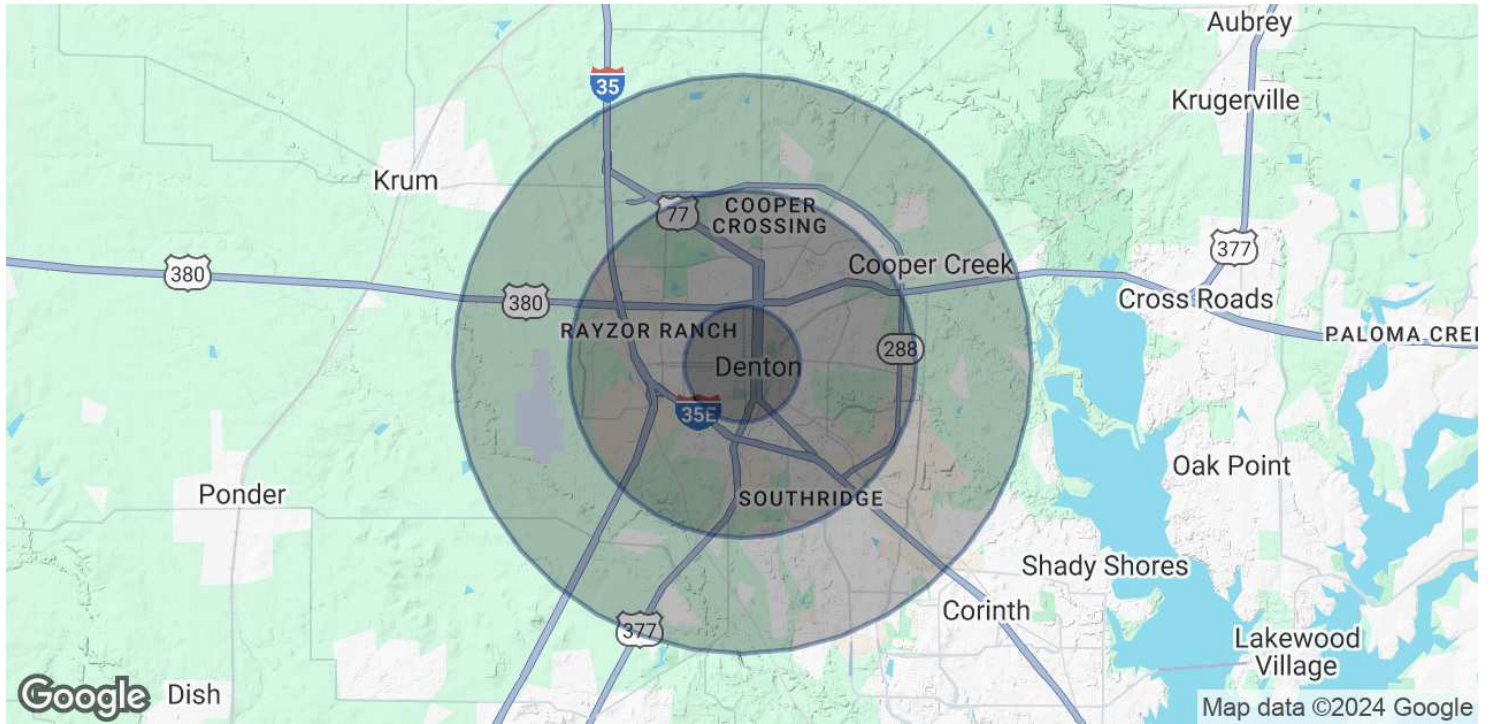 Aubrey
35
Krugerville
Krum
77
COOPER
CROSSING
377
380
Cooper Creek
380
Cross Roads
RAYZOR RANCH
PALOMA CREE
288
Denton
35E
Oak Point
Ponder
SOUTHRIDGE
Shady Shores
Corinth
377
Lakewood
Village
Dish
Google
Map data ©2024 Google